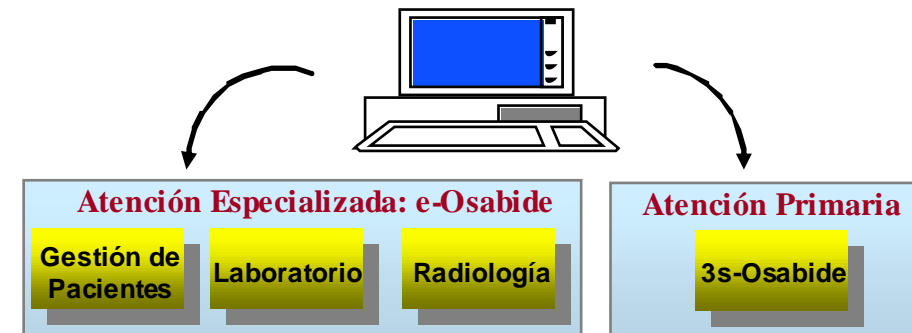 Atención Especializada: e-Osabide
Gestión de
Pacientes
Laboratorio
Radiología
Atención Primaria
3s-Osabide